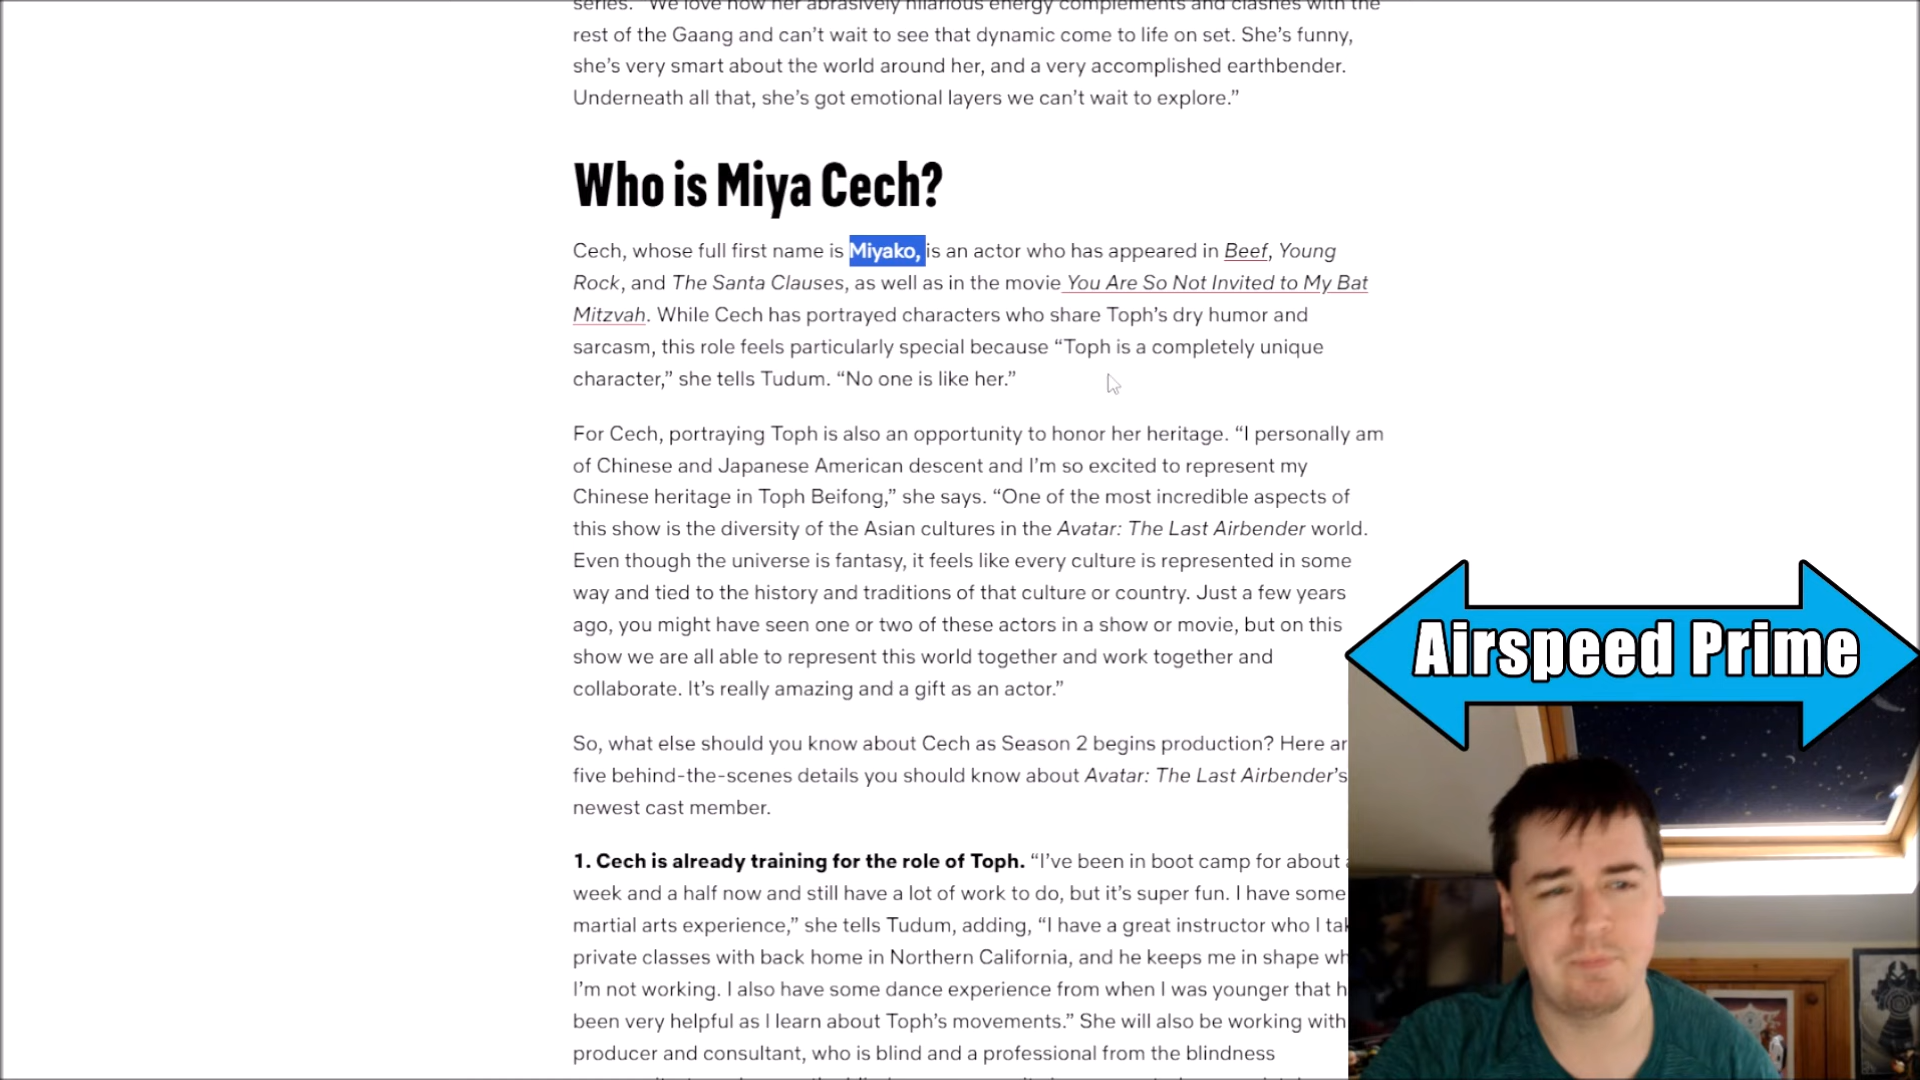 series. “We love how her abrasively hilarious energy complements and clashes with the
rest of the Gaang and can’t wait to see that dynamic come to life on set. She’s funny,
she’s very smart about the world around her, and a very accomplished earthbender.
Underneath all that, she’s got emotional layers we can’t wait to explore.”
Who is Miya Cech?
Cech, whose full first name is Miyako, is an actor who has appeared in Beef, Young
Rock, and The Santa Clauses, as well as in the movie You Are So Not Invited to My Bat
Mitzvah. While Cech has portrayed characters who share Toph’s dry humor and
sarcasm, this role feels particularly special because “Toph is a completely unique
character,” she tells Tudum. “No one is like her.”
For Cech, portraying Toph is also an opportunity to honor her heritage. “I personally am
of Chinese and Japanese American descent and I’m so excited to represent my
Chinese heritage in Toph Beifong,” she says. “One of the most incredible aspects of
this show is the diversity of the Asian cultures in the Avatar: The Last Airbender world.
Even though the universe is fantasy, it feels like every culture is represented in some
way and tied to the history and traditions of that culture or country. Just a few years
ago, you might have seen one or two of these actors in a show or movie, but on this
show we are all able to represent this world together and work together and
collaborate. It’s really amazing and a gift as an actor.”
So, what else should you know about Cech as Season 2 begins production? Here ar
five behind-the-scenes details you should know about Avatar: The Last Airbender’s
newest cast member.
1. Cech is already training for the role of Toph. “I’ve been in boot camp for about
week and a half now and still have a lot of work to do, but it’s super fun. I have some
martial arts experience,” she tells Tudum, adding, “I have a great instructor who I tak
private classes with back home in Northern California, and he keeps me in shape wh
I’m not working. I also have some dance experience from when I was younger that h
been very helpful as I learn about Toph’s movements.” She will also be working with
producer and consultant, who is blind and a professional from the blindness
Airspeed Prime